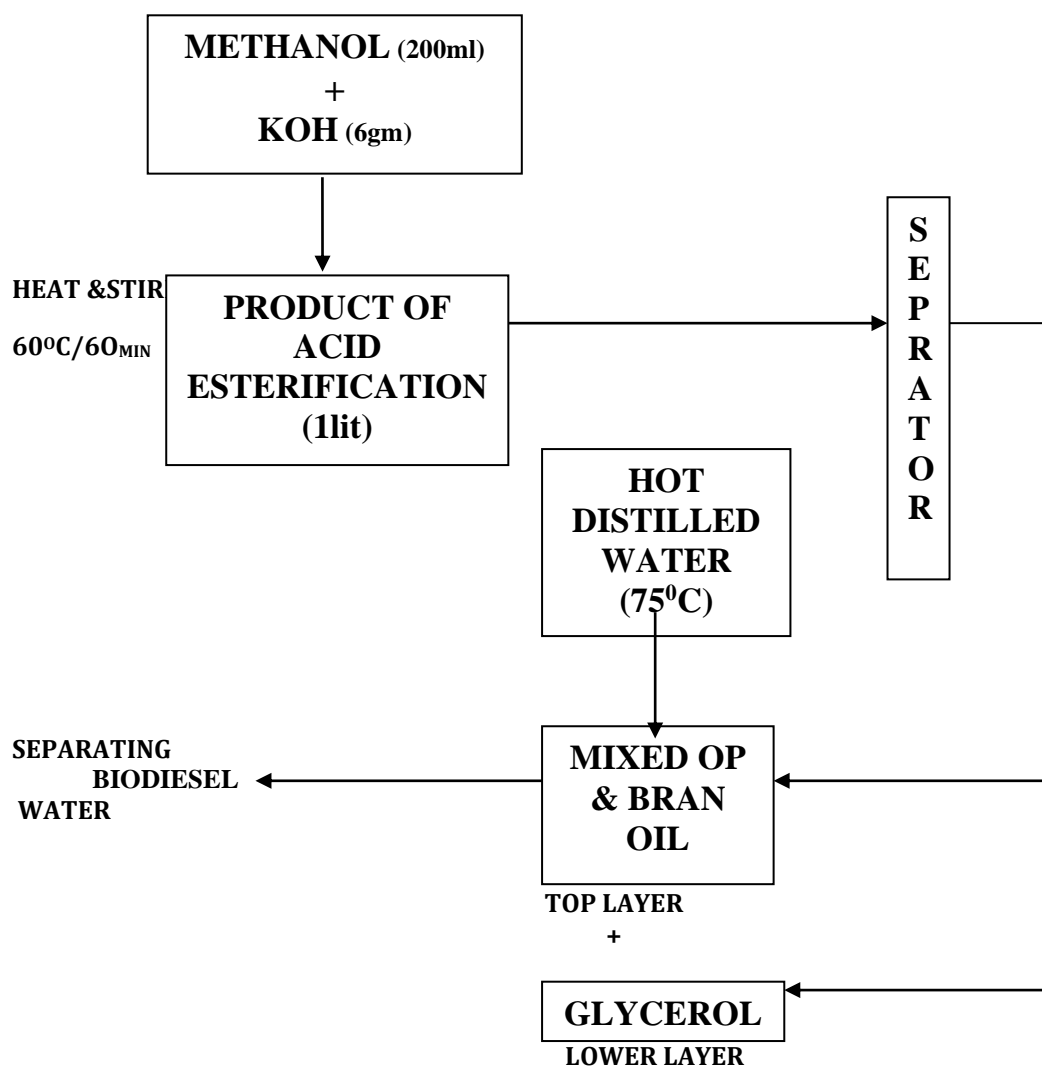 METHANOL (200ml)
+
KOH (6gm)
HEAT &STIR
60⁰C/6O MIN
PRODUCT OF
ACID
ESTERIFICATION
(1lit)
S
E
P
R
A
T
O
R
HOT
DISTILLED
WATER
(75⁰C)
SEPARATING
BIODIESEL
WATER
MIXED OP
& BRAN
OIL
TOP LAYER
+
GLYCEROL
LOWER LAYER